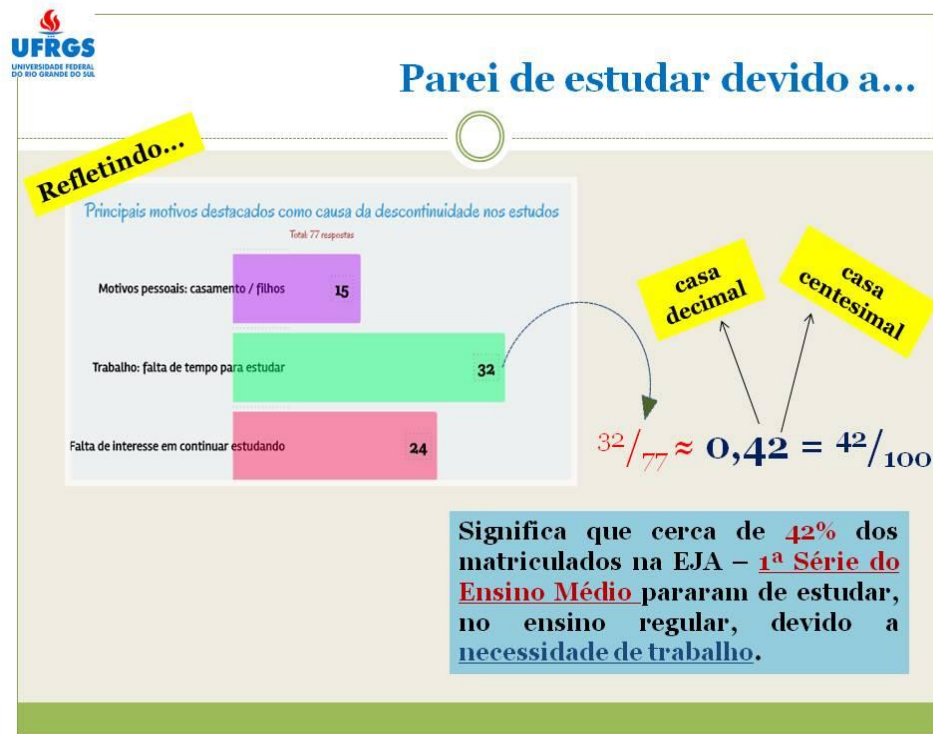 UFRGS
UNIVERSIDADE FEDERAL
DO RIO GRANDE DO SUL
Parei de estudar devido a...
Refletindo...
Principais motivos destacados como causa da descontinuidade nos estudos
Total: 77 respostas
Motivos pessoais: casamento / filhos
15
Trabalho: falta de tempo para estudar
32
Falta de interesse em continuar estudando
24
casa
decimal
casa
centesimal
32/77 ≈ 0,42 = 42/100
Significa que cerca de 42% dos
matriculados na EJA – 1ª Série do
Ensino Médio pararam de estudar,
no ensino regular, devido a
necessidade de trabalho.